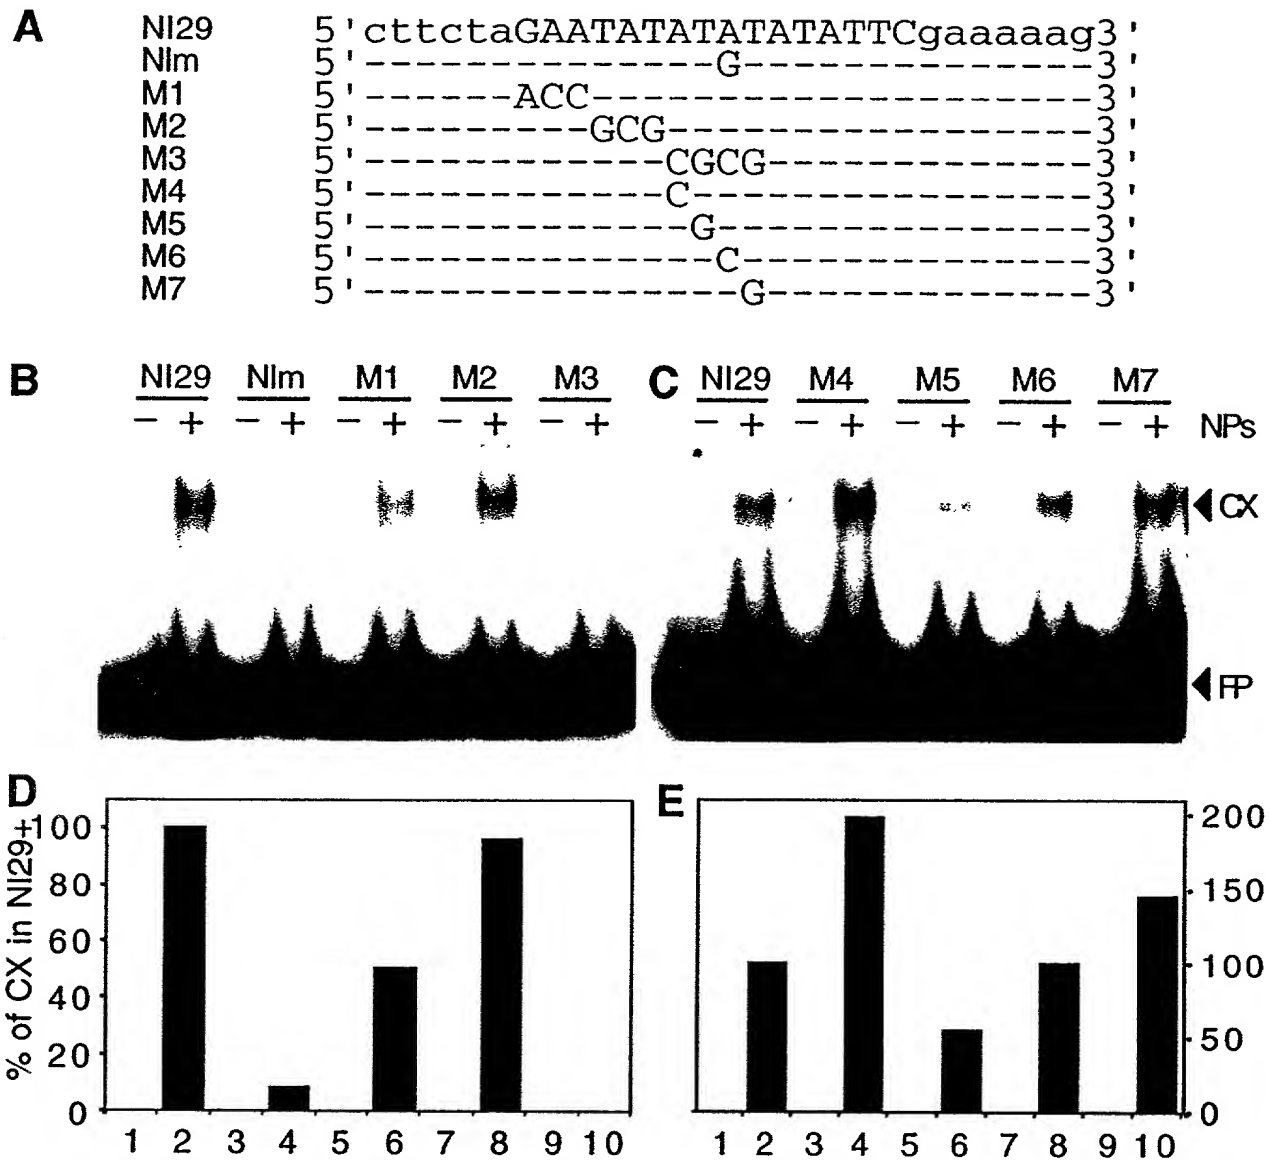 A
NI29 5'cttctaGAATATATATATATTCgaaaaag3'
NIm 5'--------------G--------------3'
M1 5'------ACC--------------------3'
M2 5'---------GCG-----------------3'
M3 5'------------CGCG-------------3'
M4 5'------------C----------------3'
M5 5'-------------G---------------3'
M6 5'--------------C--------------3'
M7 5'---------------G-------------3'
B NI29 NIm M1 M2 M3
− + − + − + − + − +
C NI29 M4 M5 M6 M7
− + − + − + − + − + NPs
CX
FP
D
% of CX in NI29+
100
80
60
40
20
0
1 2 3 4 5 6 7 8 9 10
E
200
150
100
50
0
1 2 3 4 5 6 7 8 9 10